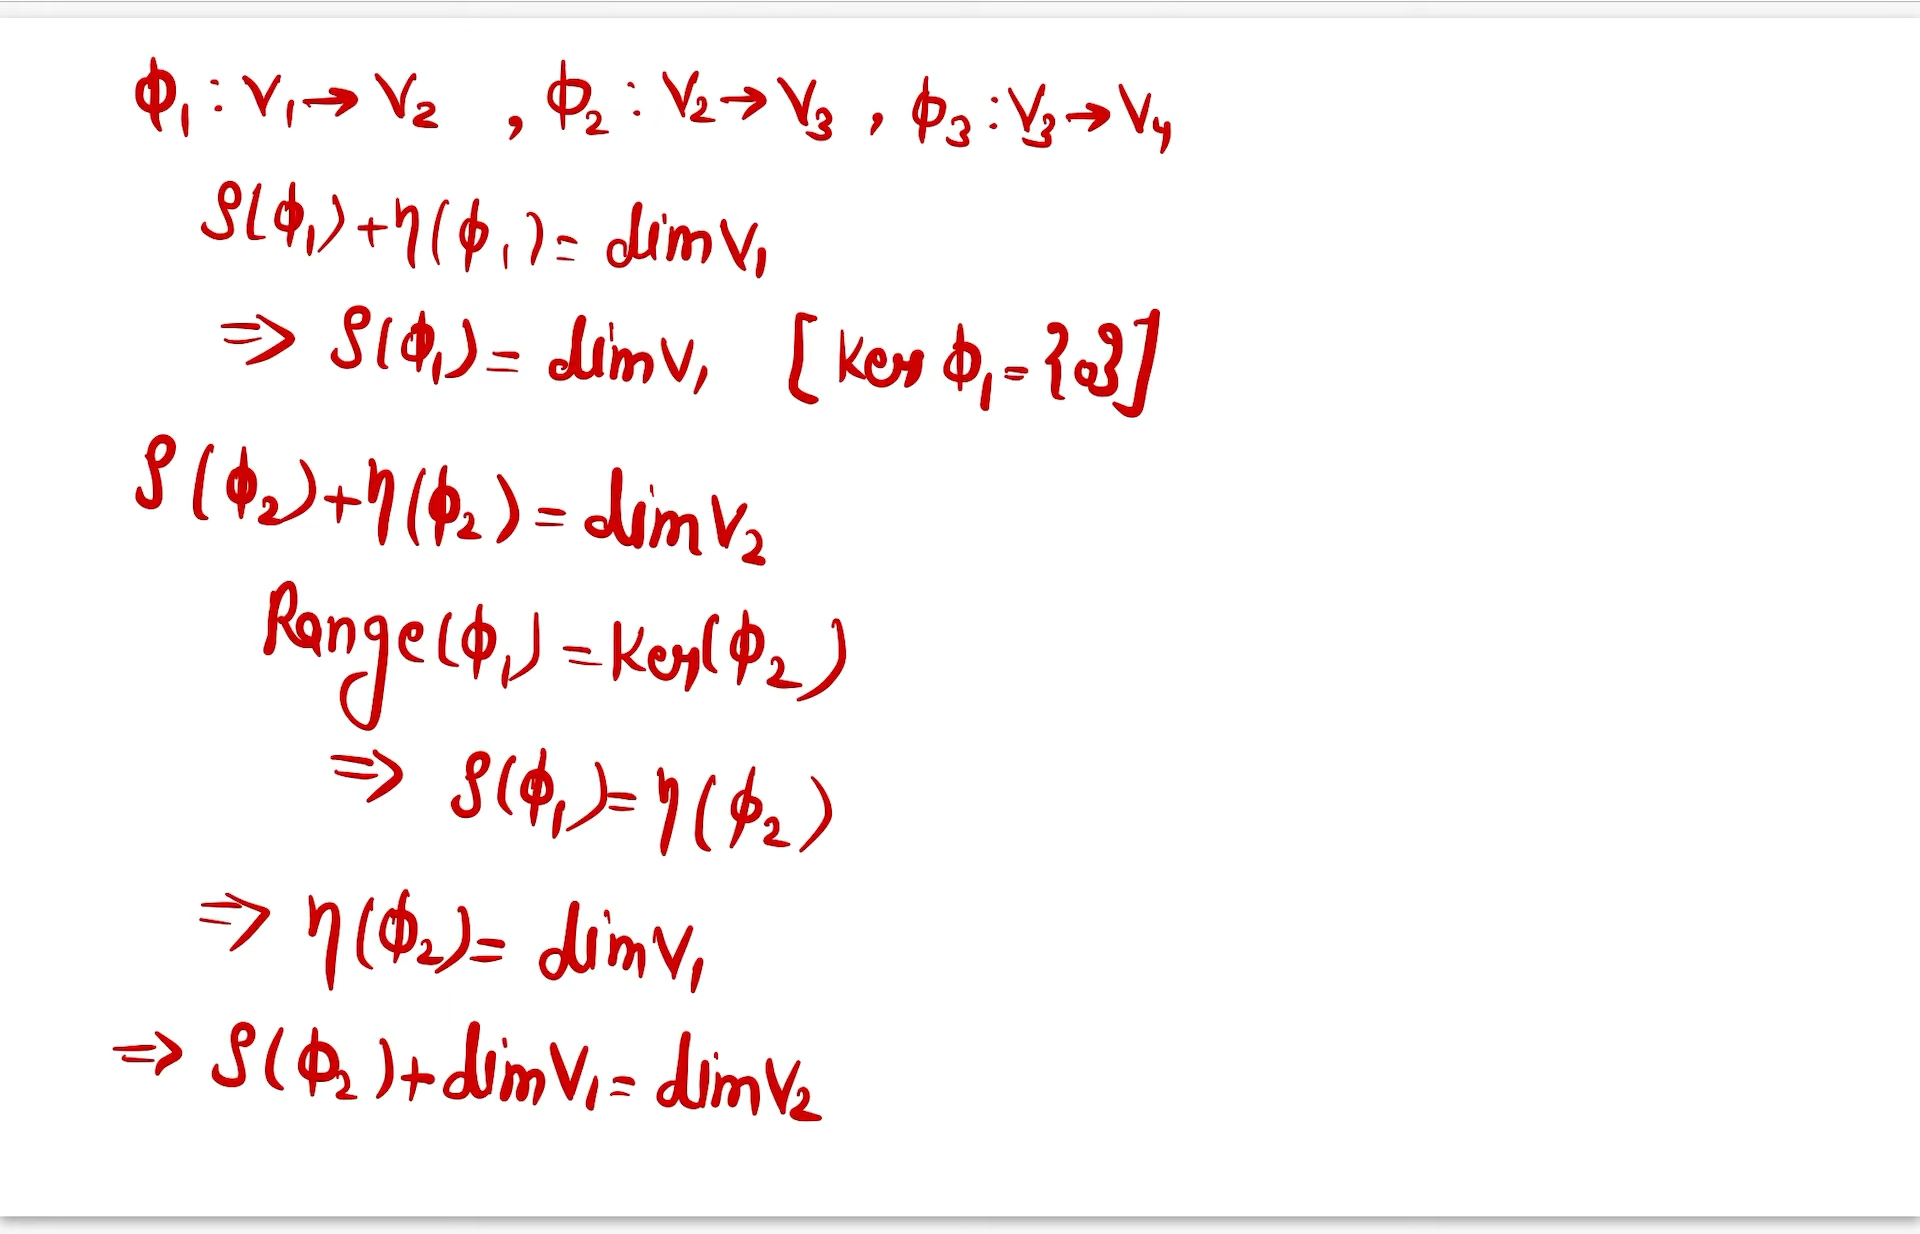 ϕ₁ : V₁ → V₂ , ϕ₂ : V₂ → V₃ , ϕ₃ : V₃ → V₄
ρ(ϕ₁) + η(ϕ₁) = dim V₁
⇒ ρ(ϕ₁) = dim V₁ [ Ker ϕ₁ = {0} ]
ρ(ϕ₂) + η(ϕ₂) = dim V₂
Range(ϕ₁) = Ker(ϕ₂)
⇒ ρ(ϕ₁) = η(ϕ₂)
⇒ η(ϕ₂) = dim V₁
⇒ ρ(ϕ₂) + dim V₁ = dim V₂